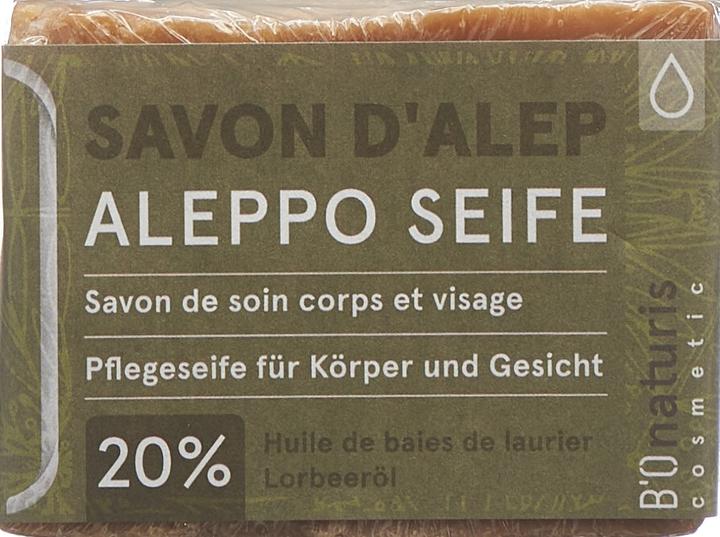 SAVON D'ALEP
ALEPPO SEIFE
Savon de soin corps et visage
Pflegeseife für Körper und Gesicht
20%
Huile de baies de laurier
Lorbeeröl
B'O naturis
cosmetic